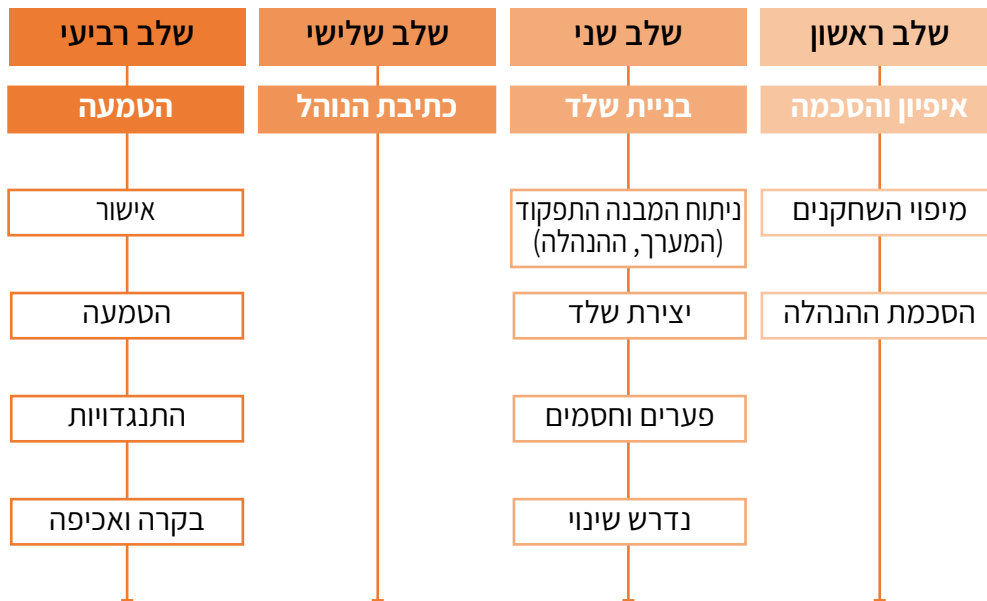 שלב ראשון
איפיון והסכמה
מיפוי השחקנים
הסכמת ההנהלה
שלב שני
בניית שלד
ניתוח המבנה התפקוד
(המערך, ההנהלה)
יצירת שלד
פערים וחסמים
נדרש שינוי
שלב שלישי
כתיבת הנוהל
שלב רביעי
הטמעה
אישור
הטמעה
התנגדויות
בקרה ואכיפה